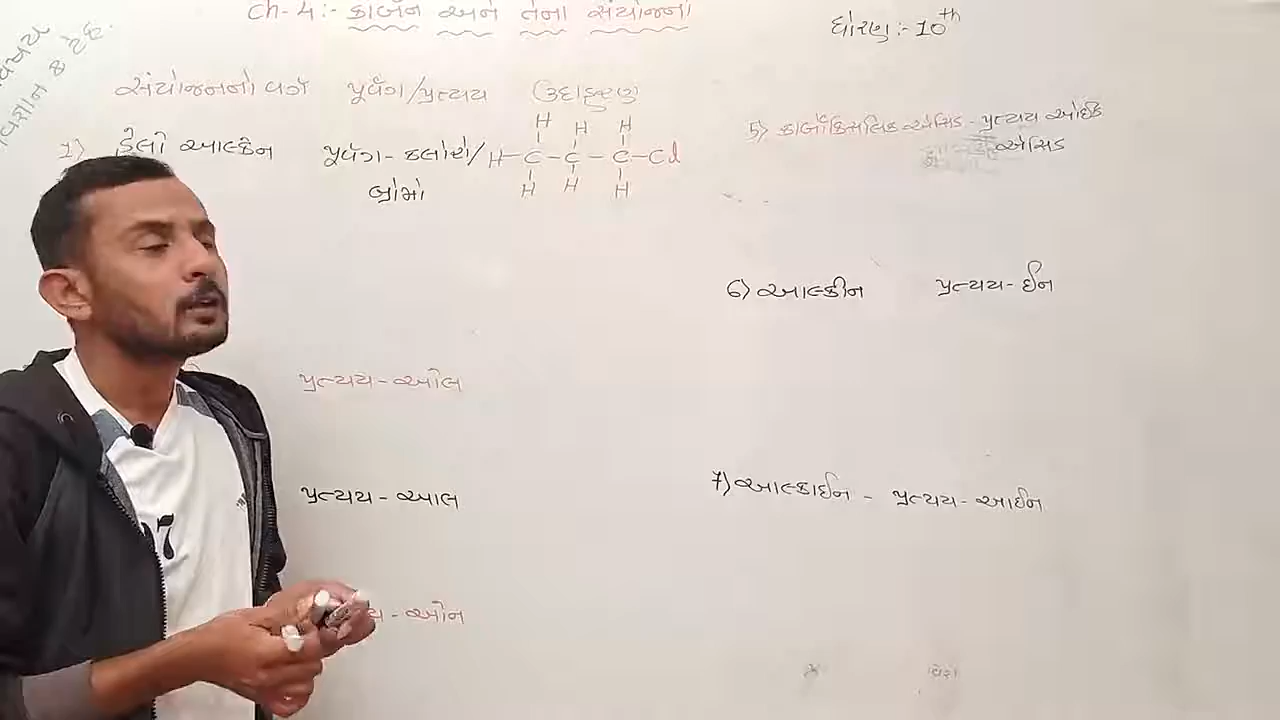 ch-4:- કાર્બન અને તેના સંયોજનો
ધોરણ:- 10th
વિજ્ઞાન
સંયોજનનો વર્ગ પૂર્વગ/પ્રત્યય (ઉદાહરણ)
1) હેલો આલ્કેન પૂર્વગ- ક્લોરો/
બ્રોમો
H H H
H-C-C-C-Cl
H H H
પ્રત્યય-ઓલ
પ્રત્યય-આલ
ય-ઓન
5) કાર્બોક્સિલિક એસિડ-પ્રત્યય ઓઈક
એસિડ
6) આલ્કીન પ્રત્યય-ઈન
7) આલ્કાઈન - પ્રત્યય-આઈન
17